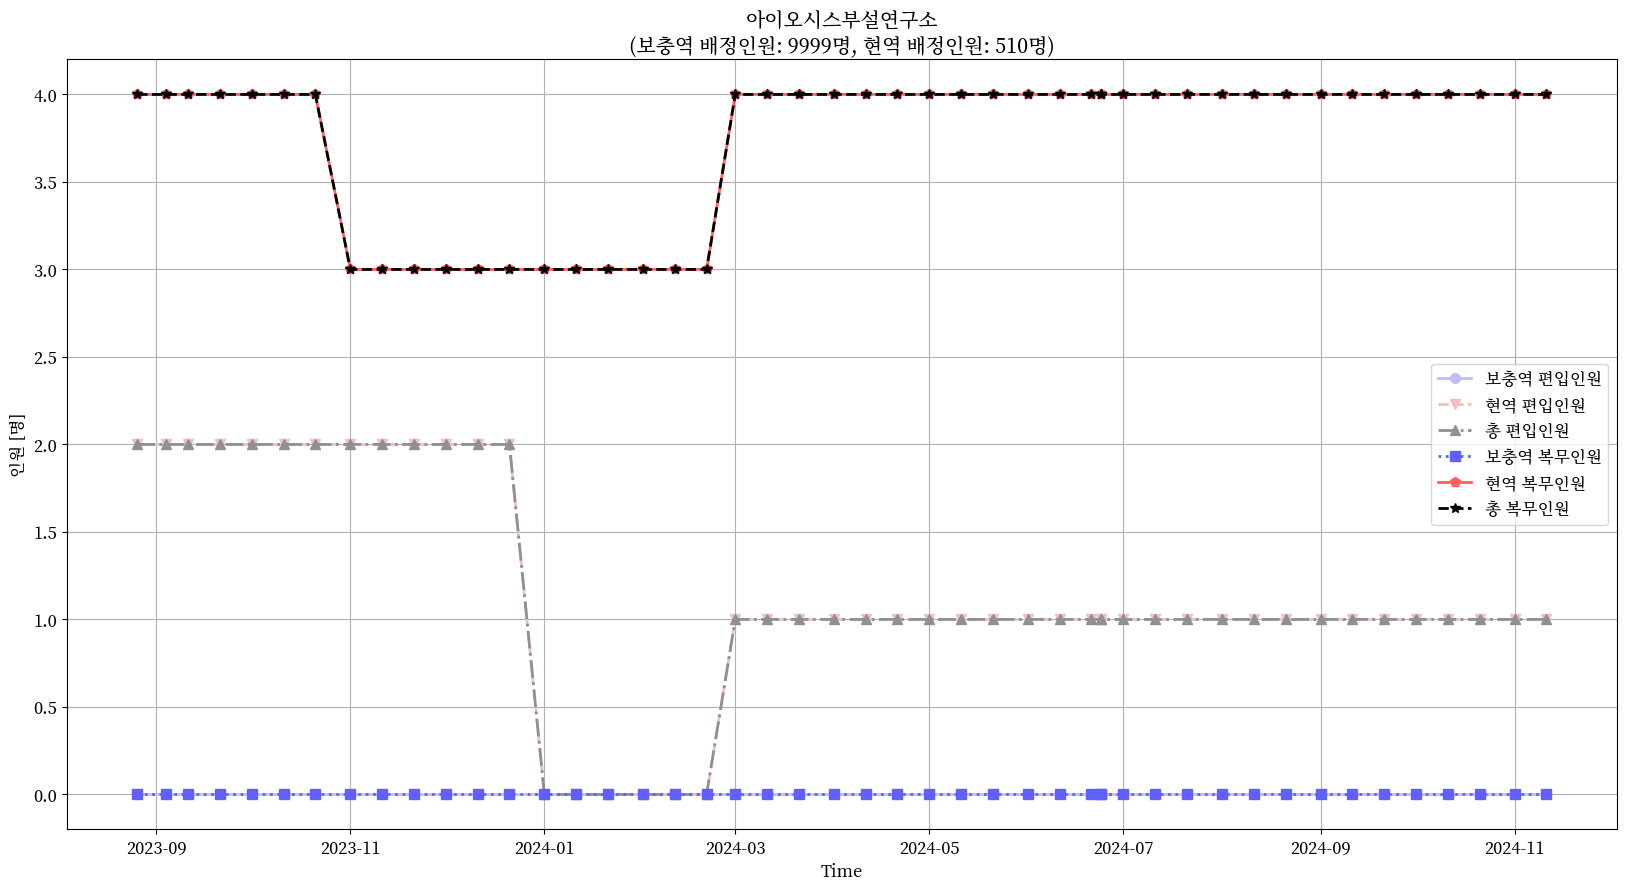 아이오시스부설연구소
(보충역 배정인원: 9999명, 현역 배정인원: 510명)
인원 [명]
4.0
3.5
3.0
2.5
2.0
1.5
1.0
0.5
0.0
보충역 편입인원
현역 편입인원
총 편입인원
보충역 복무인원
현역 복무인원
총 복무인원
2023-09
2023-11
2024-01
2024-03
2024-05
2024-07
2024-09
2024-11
Time